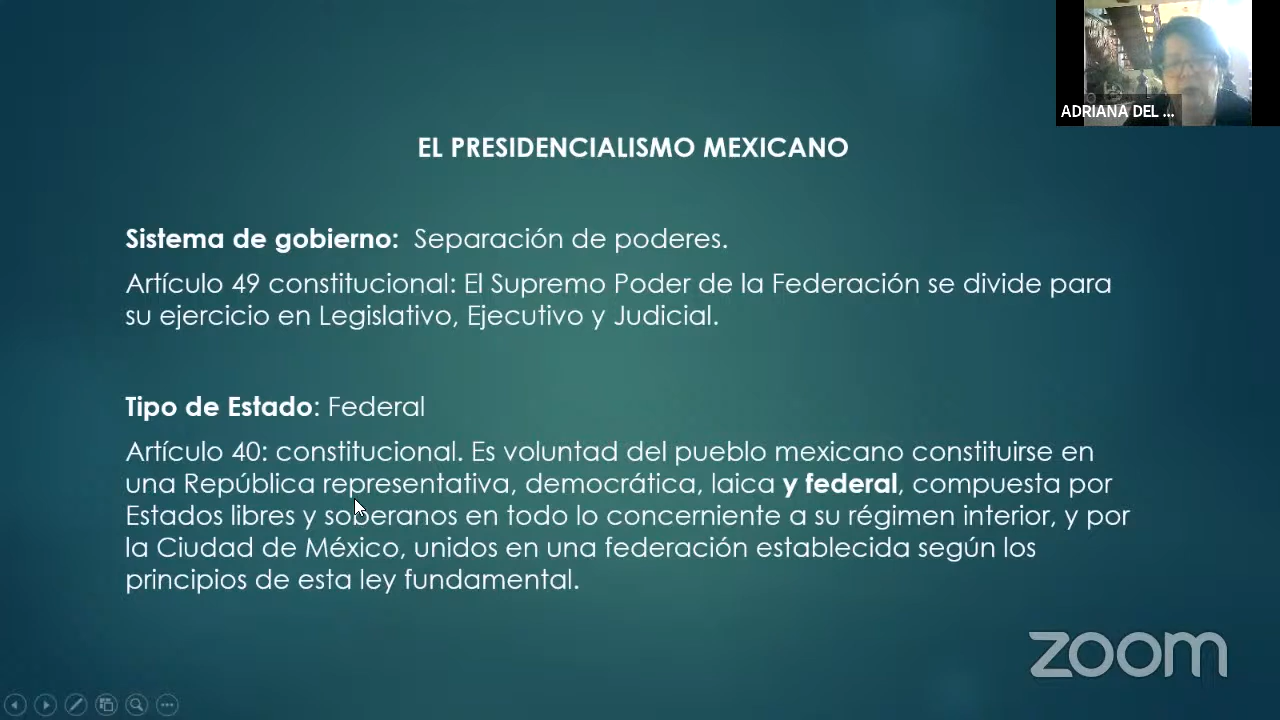 ADRIANA DEL ...
EL PRESIDENCIALISMO MEXICANO
Sistema de gobierno: Separación de poderes.
Artículo 49 constitucional: El Supremo Poder de la Federación se divide para
su ejercicio en Legislativo, Ejecutivo y Judicial.
Tipo de Estado: Federal
Artículo 40: constitucional. Es voluntad del pueblo mexicano constituirse en
una República representativa, democrática, laica y federal, compuesta por
Estados libres y soberanos en todo lo concerniente a su régimen interior, y por
la Ciudad de México, unidos en una federación establecida según los
principios de esta ley fundamental.
zoom